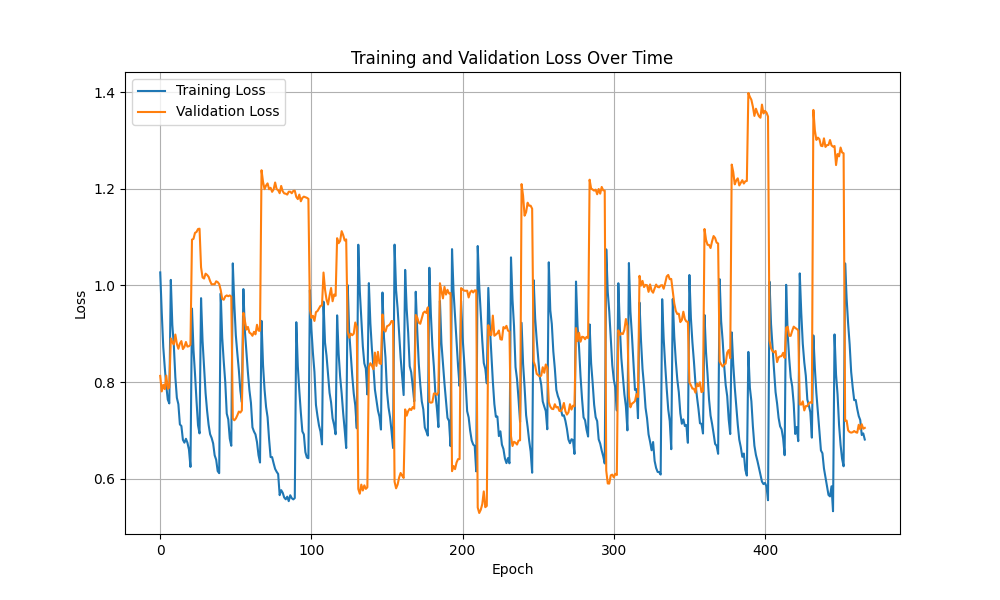 Training and Validation Loss Over Time
Training Loss
Validation Loss
1.4
1.2
1.0
0.8
0.6
Loss
0
100
200
300
400
Epoch